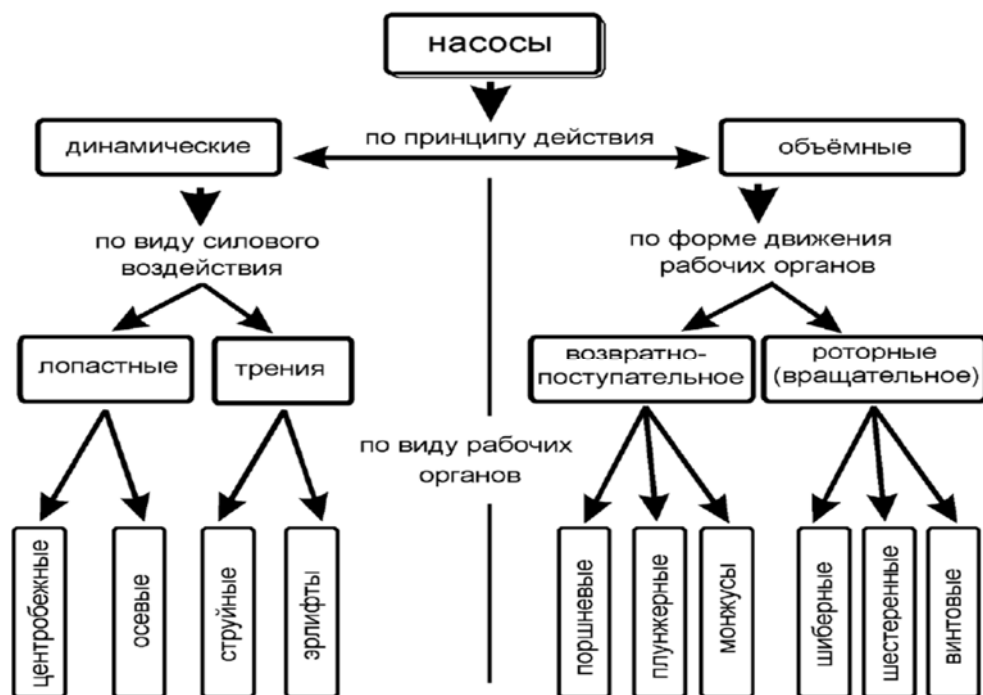 насосы
по принципу действия
динамические
объёмные
по виду силового
воздействия
по форме движения
рабочих органов
лопастные
трения
возвратно-
поступательное
роторные
(вращательное)
по виду рабочих
органов
центробежные
осевые
струйные
эрлифты
поршневые
плунжерные
монжусы
шиберные
шестеренные
винтовые